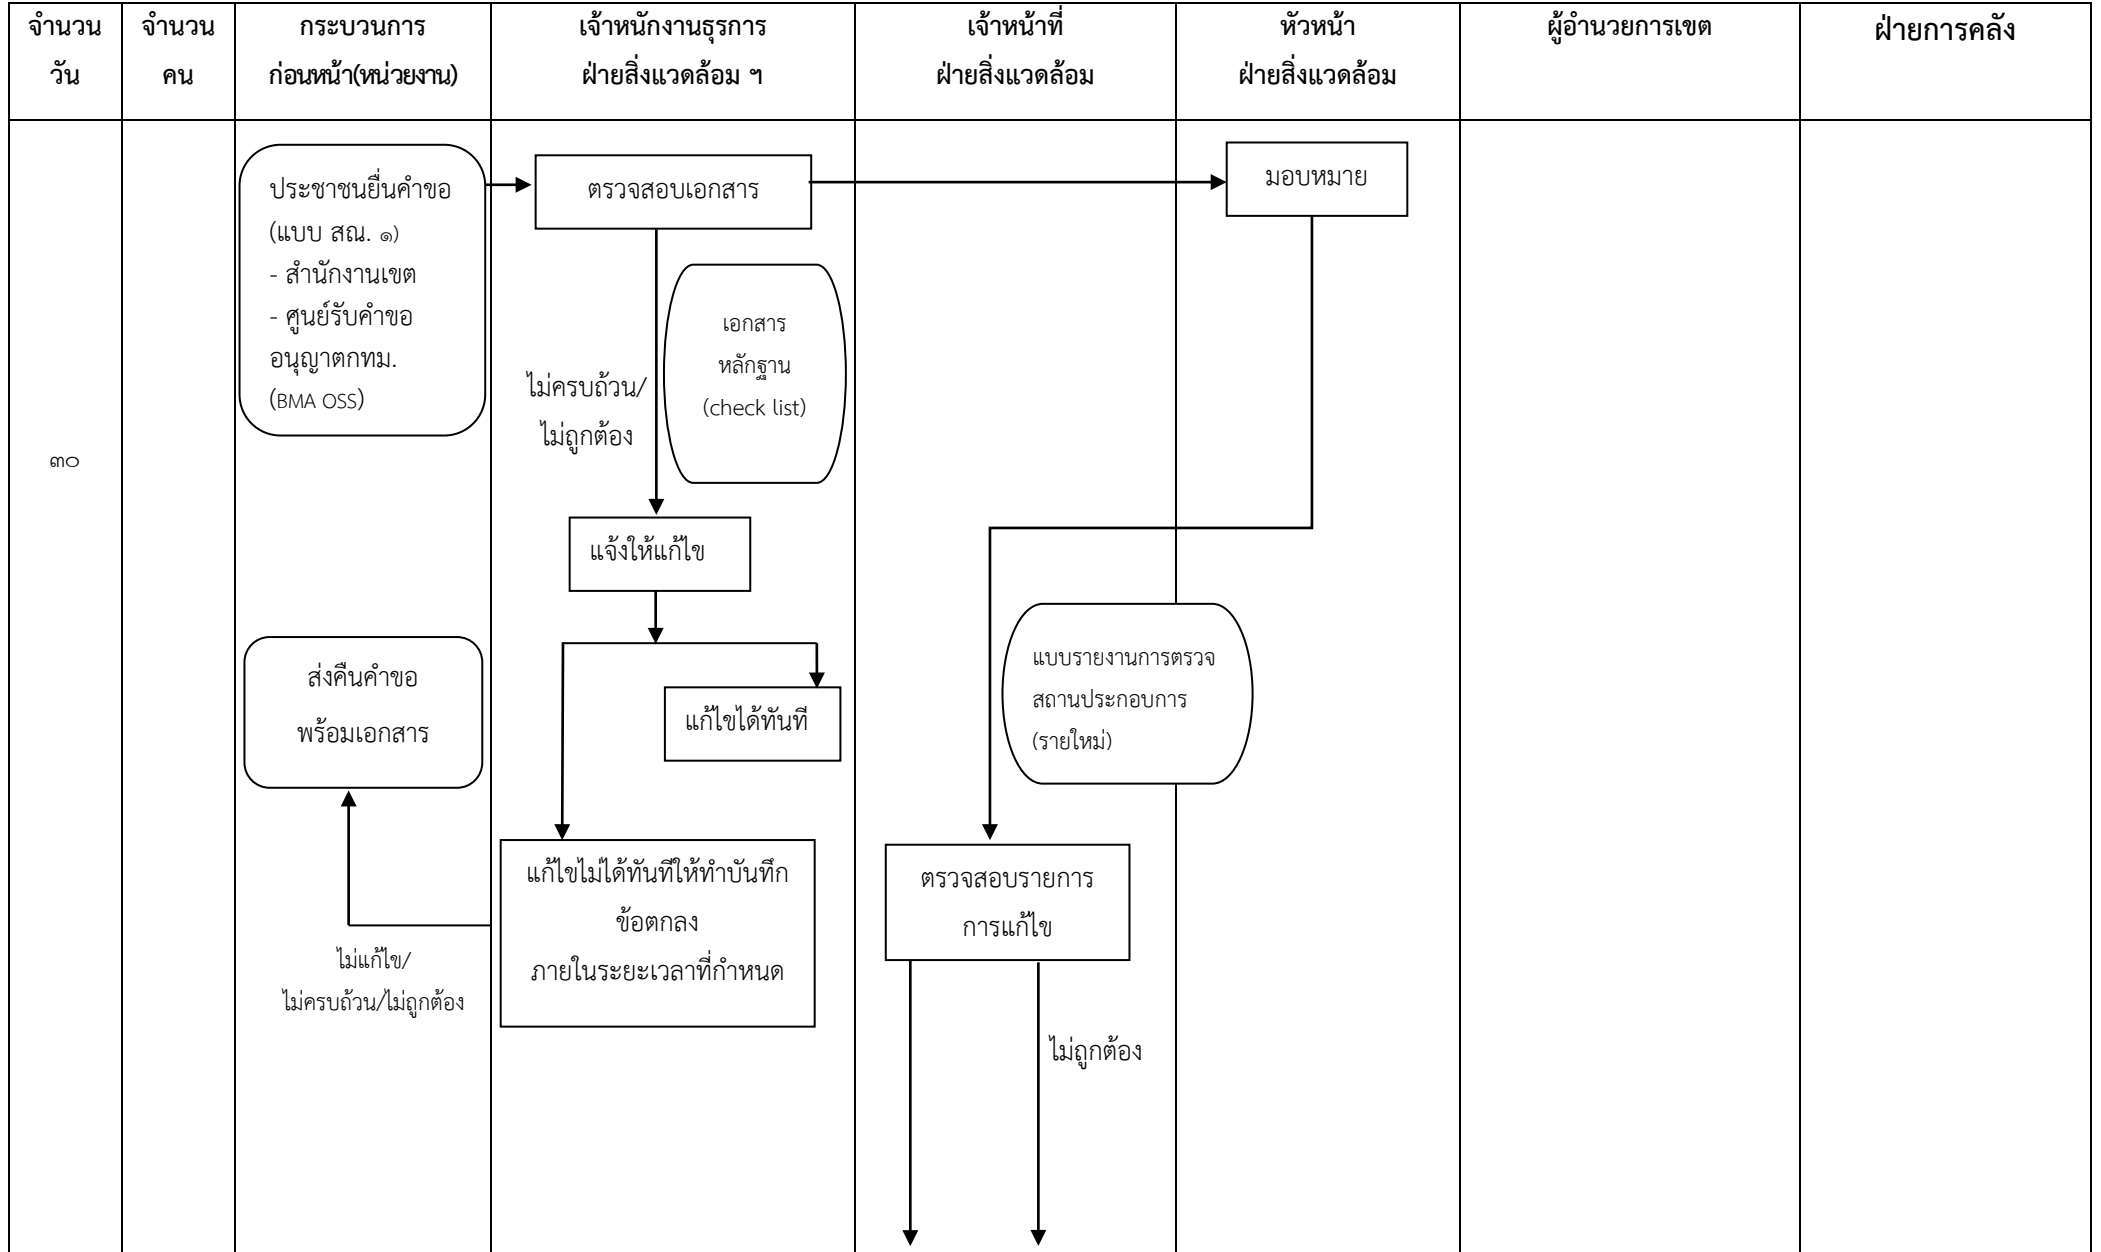 จำนวน
วัน
จำนวน
คน
กระบวนการ
ก่อนหน้า(หน่วยงาน)
เจ้าหนักงานธุรการ
ฝ่ายสิ่งแวดล้อม ฯ
เจ้าหน้าที่
ฝ่ายสิ่งแวดล้อม
หัวหน้า
ฝ่ายสิ่งแวดล้อม
ผู้อำนวยการเขต
ฝ่ายการคลัง
๓๐
ประชาชนยื่นคำขอ
(แบบ สณ. ๑)
- สำนักงานเขต
- ศูนย์รับคำขอ
อนุญาตกทม.
(BMA OSS)
ตรวจสอบเอกสาร
มอบหมาย
เอกสาร
หลักฐาน
(check list)
ไม่ครบถ้วน/
ไม่ถูกต้อง
แจ้งให้แก้ไข
ส่งคืนคำขอ
พร้อมเอกสาร
แก้ไขได้ทันที
แบบรายงานการตรวจ
สถานประกอบการ
(รายใหม่)
แก้ไขไม่ได้ทันทีให้ทำบันทึก
ข้อตกลง
ภายในระยะเวลาที่กำหนด
ตรวจสอบรายการ
การแก้ไข
ไม่แก้ไข/
ไม่ครบถ้วน/ไม่ถูกต้อง
ไม่ถูกต้อง